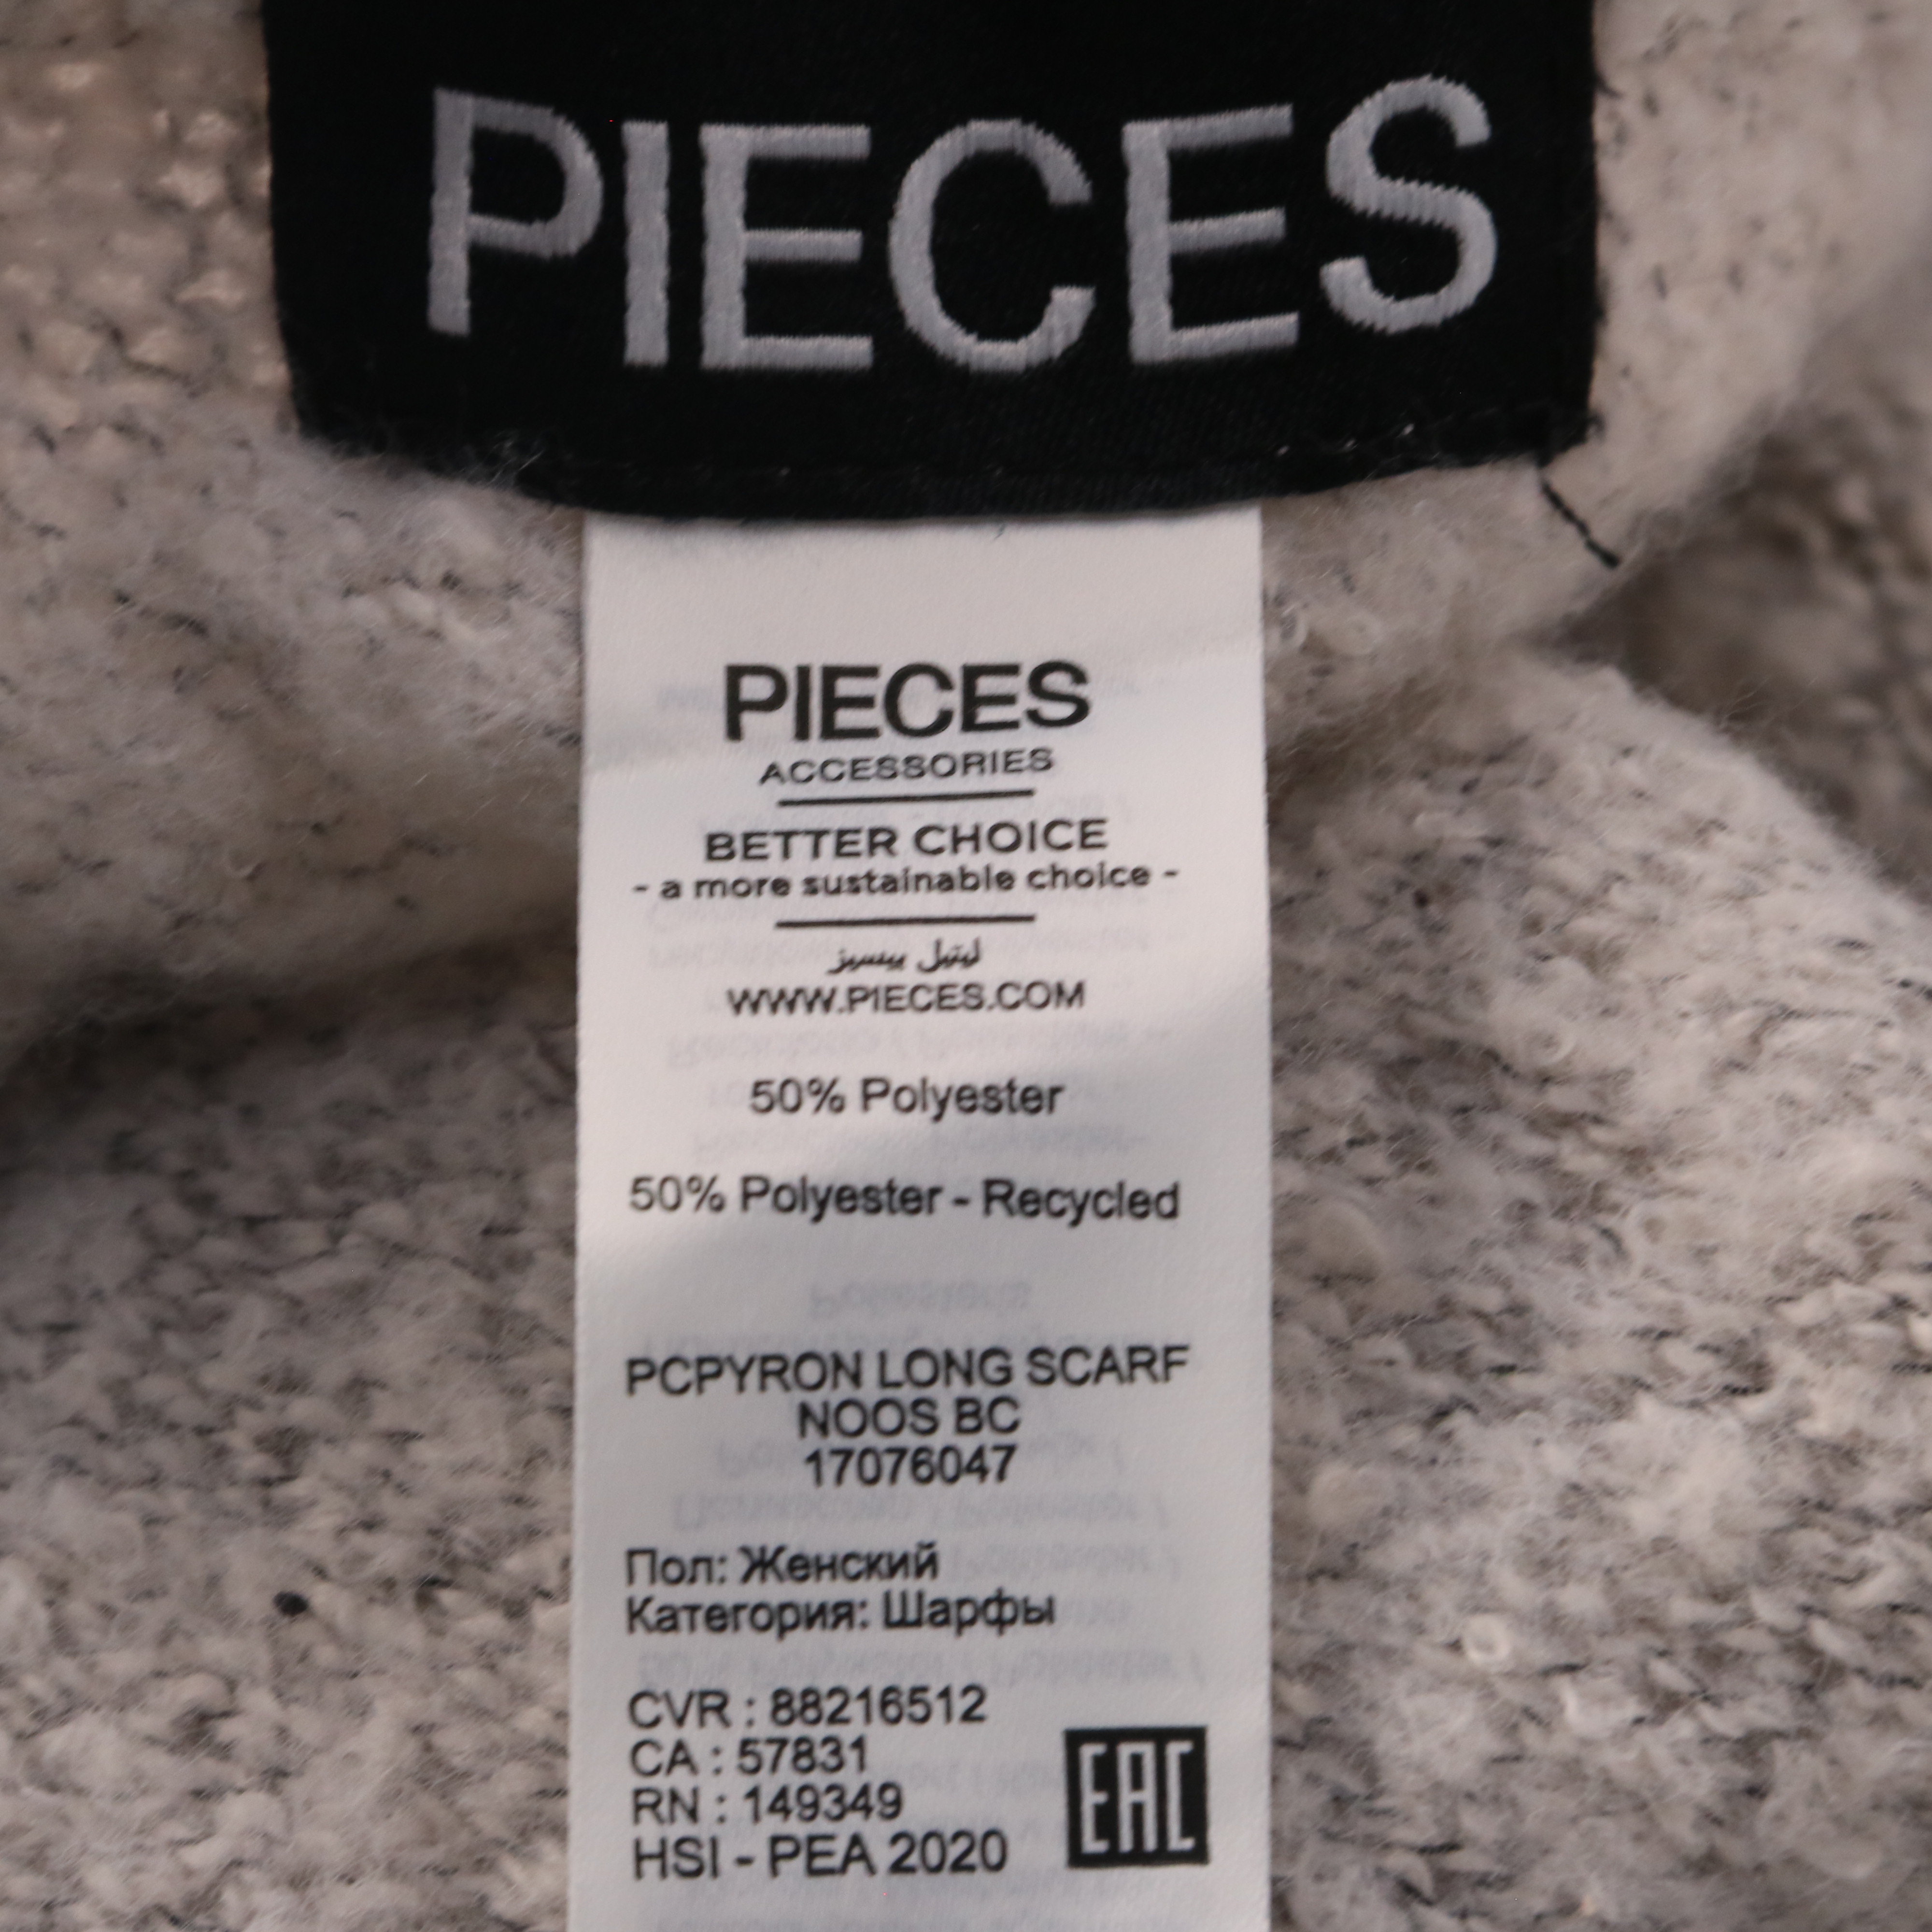 PIECES
PIECES
ACCESSORIES
BETTER CHOICE
- a more sustainable choice -
ليتيل بيسيز
WWW.PIECES.COM
50% Polyester
50% Polyester - Recycled
PCPYRON LONG SCARF
NOOS BC
17076047
Пол: Женский
Категория: Шарфы
CVR : 88216512
CA : 57831
RN : 149349
HSI - PEA 2020
EAC